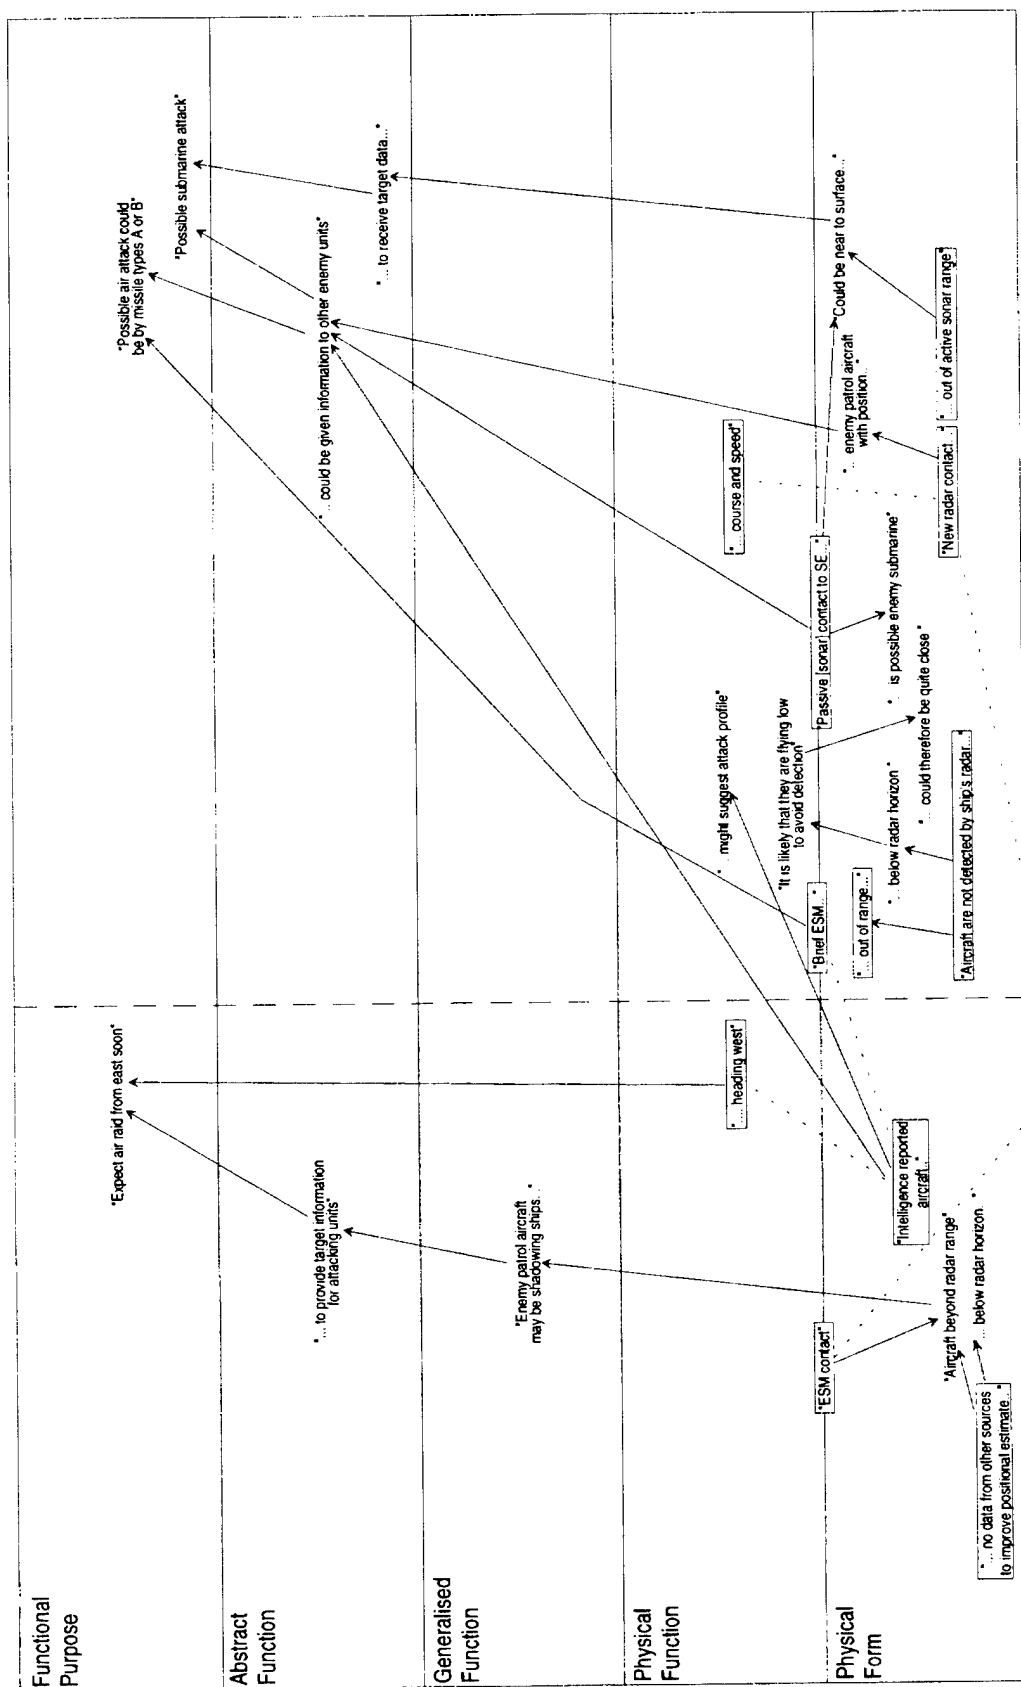 Functional
Purpose
Abstract
Function
Generalised
Function
Physical
Function
Physical
Form
"Expect air raid from east soon"
"Possible air attack could
be by missile types A or B"
"Possible submarine attack"
"... to provide target information
for attacking units"
"... could be given information to other enemy units"
"... to receive target data..."
"Enemy patrol aircraft
may be shadowing ships..."
"... heading west"
"... might suggest attack profile"
"... course and speed"
"It is likely that they are flying low
to avoid detection"
"ESM contact"
"Brief ESM..."
"Passive [sonar] contact to SE..."
"Could be near to surface..."
"... out of range..."
"... enemy patrol aircraft
with position..."
"Intelligence reported
aircraft..."
"... below radar horizon"
"... is possible enemy submarine"
"... could therefore be quite close"
"Aircraft beyond radar range"
"... below radar horizon..."
"Aircraft are not detected by ship's radar..."
"New radar contact..."
"... out of active sonar range"
"... no data from other sources
to improve positional estimate..."